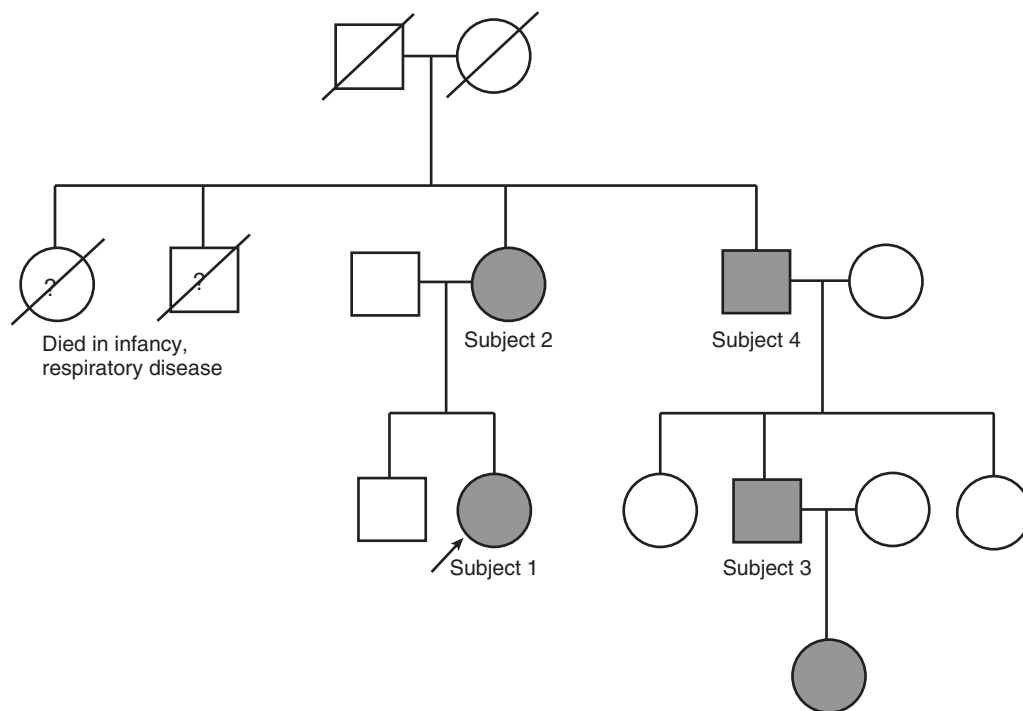 ?
?
Died in infancy,
respiratory disease
Subject 2
Subject 4
Subject 1
Subject 3